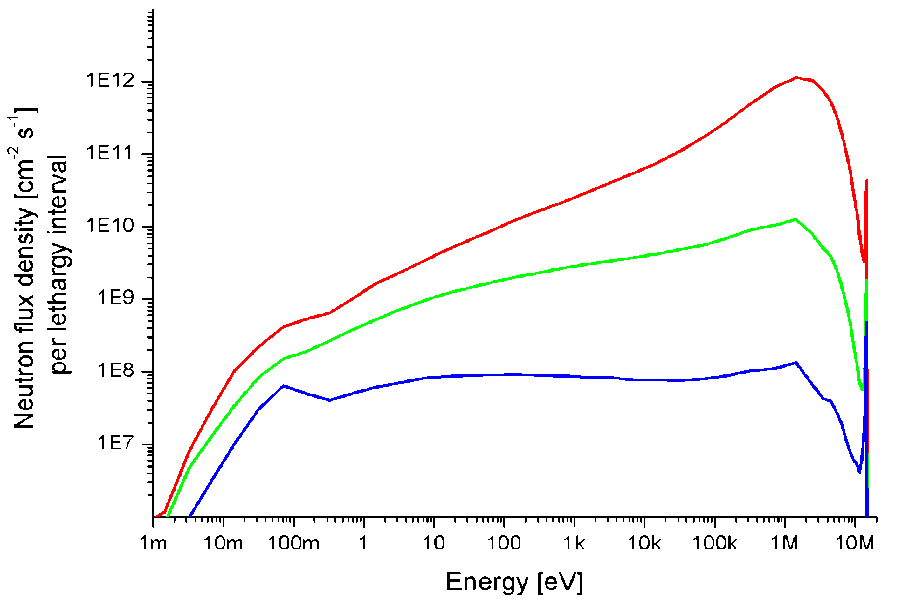 Neutron flux density [cm⁻² s⁻¹]
per lethargy interval
1E12
1E11
1E10
1E9
1E8
1E7
1m 10m 100m 1 10 100 1k 10k 100k 1M 10M
Energy [eV]